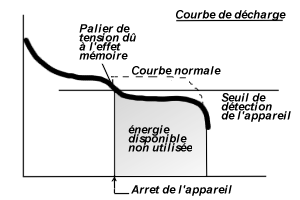 Courbe de décharge
Palier de
tension dû
à l'effet
mémoire
Courbe normale
Seuil de
détection
de l'appareil
énergie
disponible
non utilisée
Arret de l'appareil